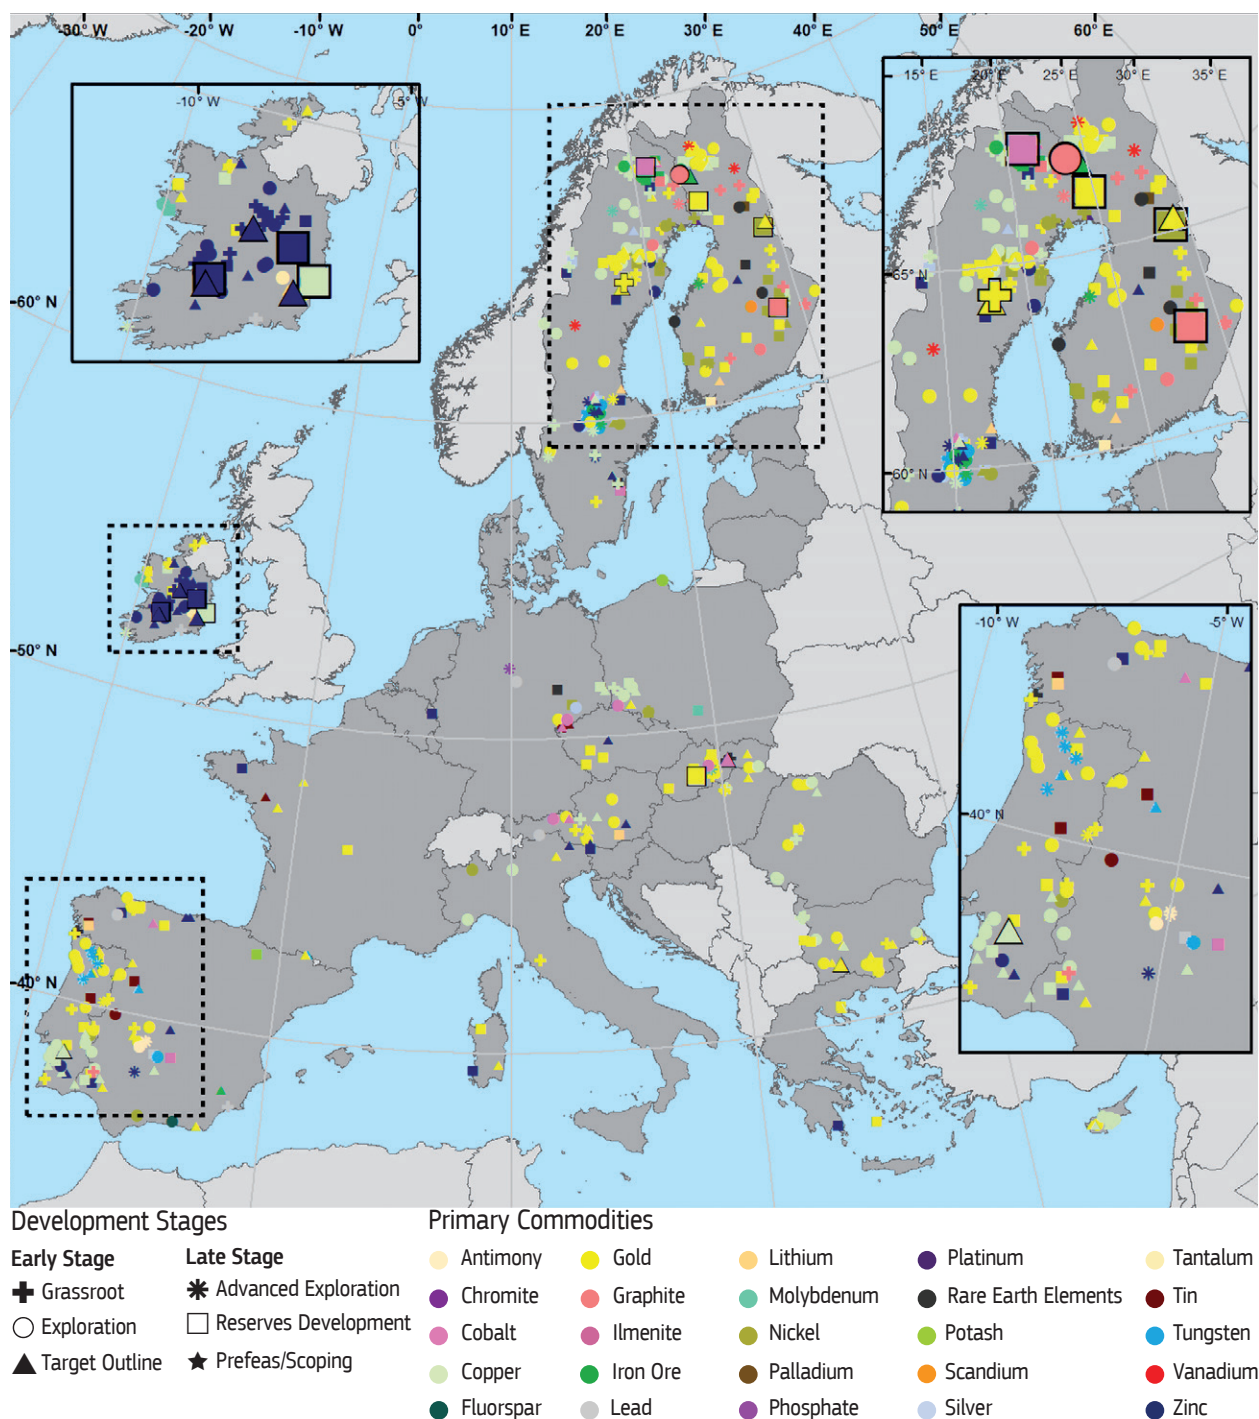 -30° W
-20° W
-10° W
0°
10° E
20° E
30° E
40° E
50° E
60° E
-10° W
-5° W
15° E
20° E
25° E
30° E
35° E
65° N
60° N
60° N
50° N
40° N
-10° W
-5° W
40° N
Development Stages
Early Stage
Grassroot
Exploration
Target Outline
Late Stage
Advanced Exploration
Reserves Development
Prefeas/Scoping
Primary Commodities
Antimony
Chromite
Cobalt
Copper
Fluorspar
Gold
Graphite
Ilmenite
Iron Ore
Lead
Lithium
Molybdenum
Nickel
Palladium
Phosphate
Platinum
Rare Earth Elements
Potash
Scandium
Silver
Tantalum
Tin
Tungsten
Vanadium
Zinc